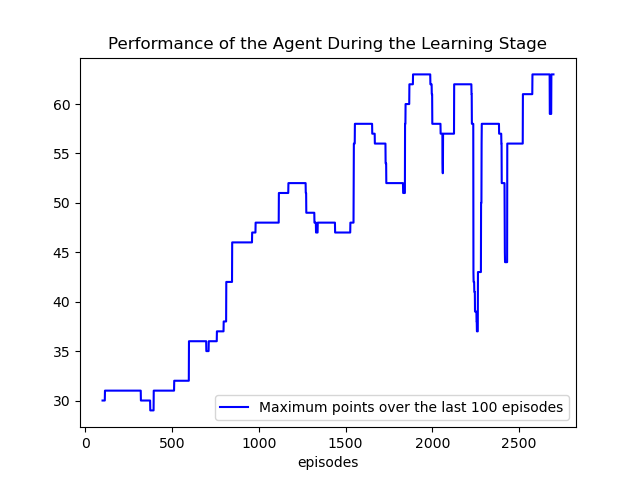 Performance of the Agent During the Learning Stage
60
55
50
45
40
35
30
Maximum points over the last 100 episodes
0 500 1000 1500 2000 2500
episodes